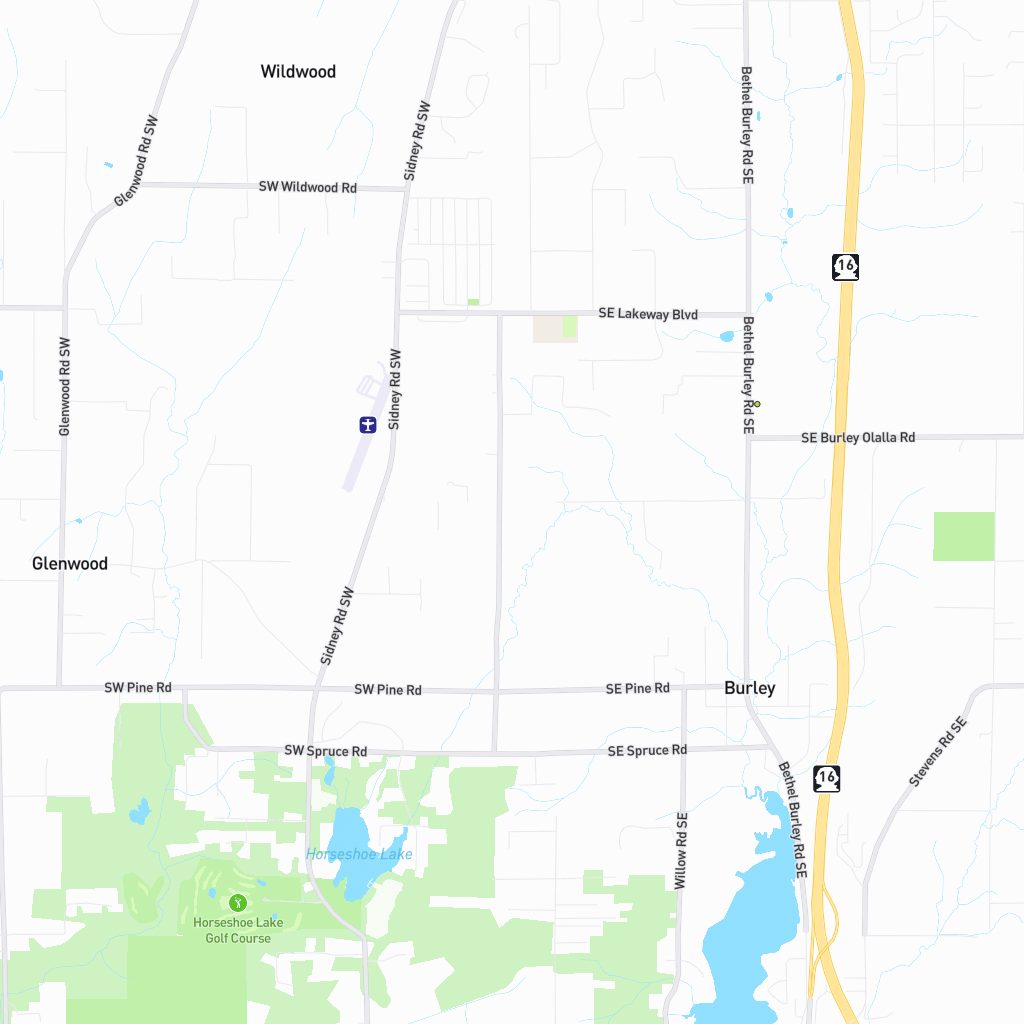 Wildwood
Bethel Burley Rd SE
Sidney Rd SW
Glenwood Rd SW
SW Wildwood Rd
16
SE Lakeway Blvd
Glenwood Rd SW
Sidney Rd SW
Bethel Burley Rd SE
SE Burley Olalla Rd
Glenwood
Sidney Rd SW
SW Pine Rd
SW Pine Rd
SE Pine Rd
Burley
SW Spruce Rd
SE Spruce Rd
Stevens Rd SE
16
Bethel Burley Rd SE
Willow Rd SE
Horseshoe Lake
Horseshoe Lake
Golf Course